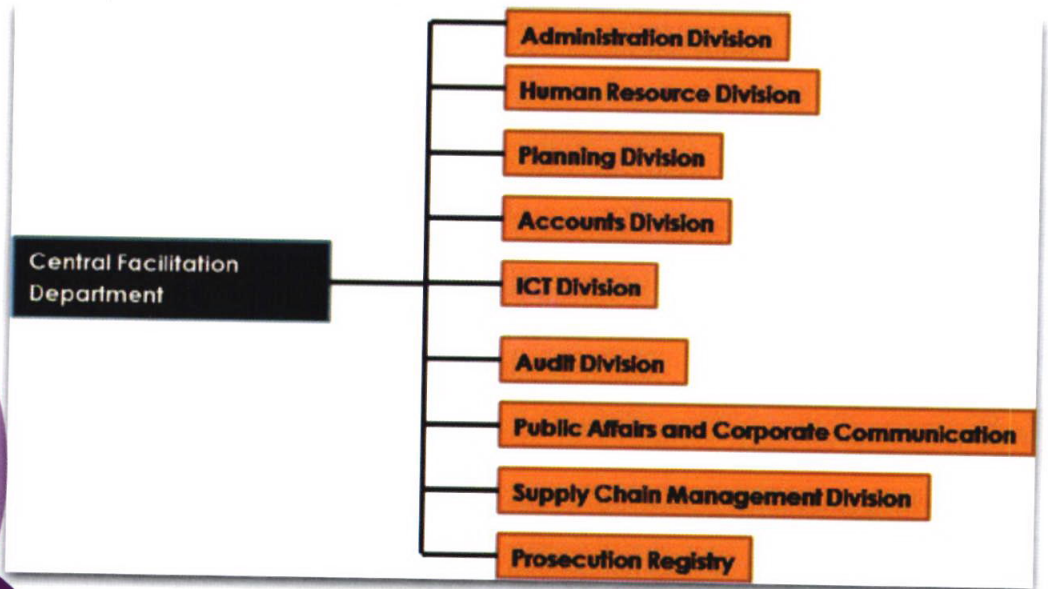 Administration Division
Human Resource Division
Planning Division
Accounts Division
Central Facilitation
Department
ICT Division
Audit Division
Public Affairs and Corporate Communication
Supply Chain Management Division
Prosecution Registry